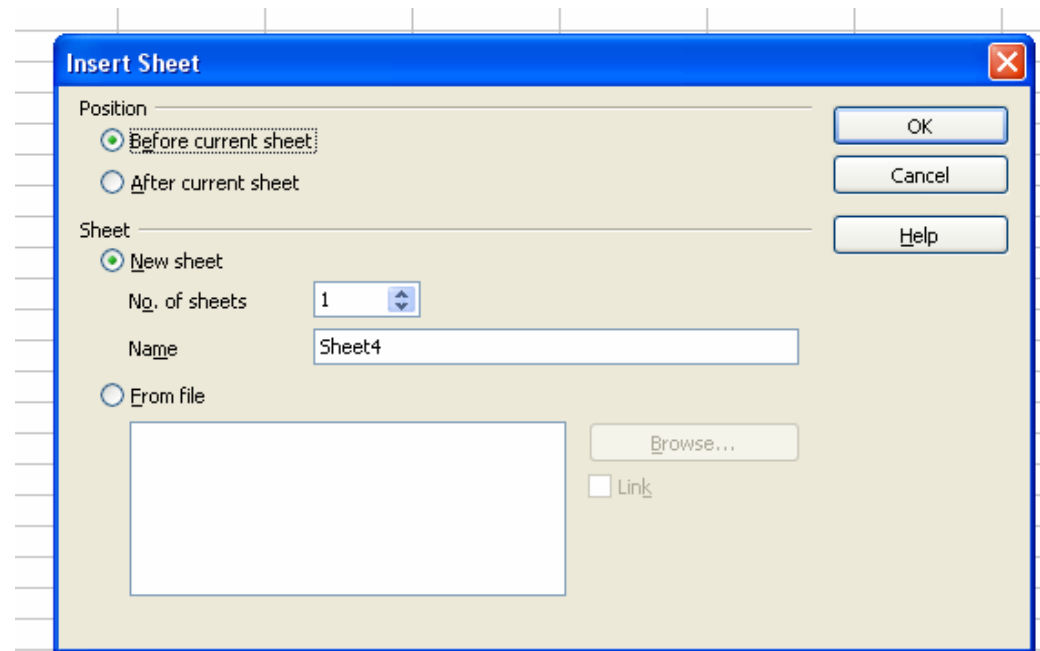 Insert Sheet
Position
Before current sheet
After current sheet
OK
Cancel
Help
Sheet
New sheet
No. of sheets
1
Name
Sheet4
From file
Browse...
Link